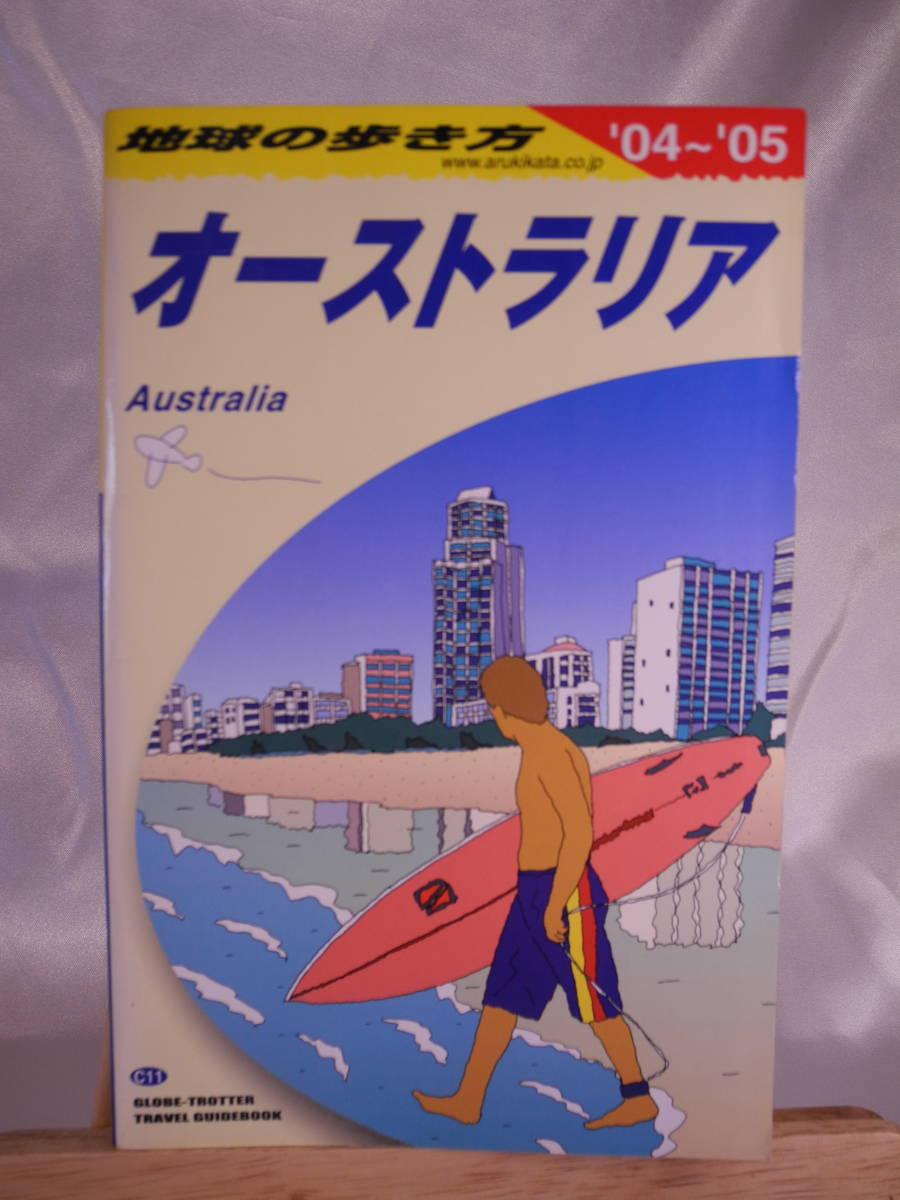 地球の歩き方
www.arukikata.co.jp
'04~'05
オーストラリア
Australia
C11
GLOBE-TROTTER
TRAVEL GUIDEBOOK